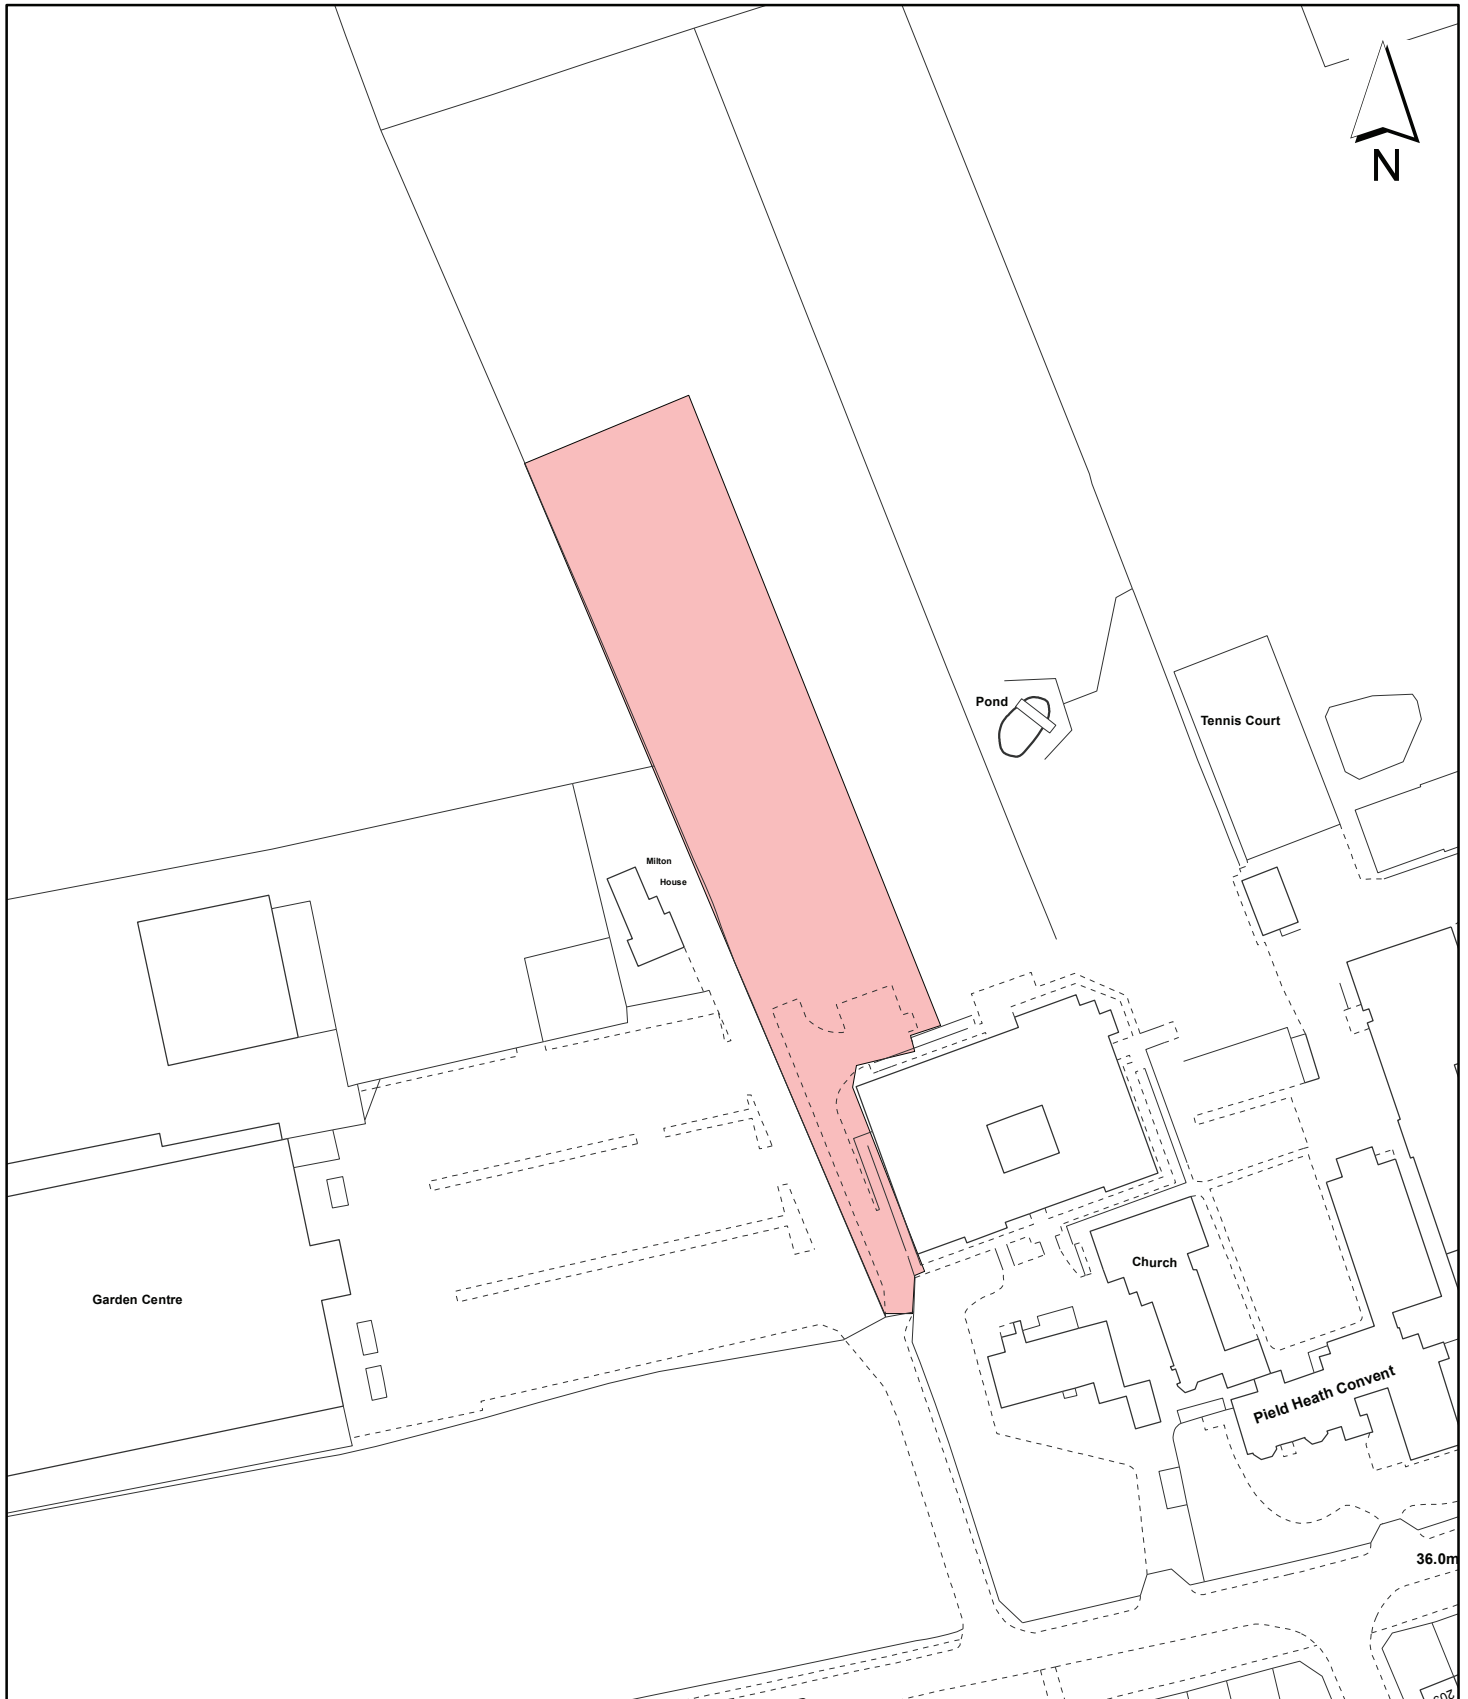 N
Pond
Tennis Court
Milton
House
Church
Garden Centre
Pield Heath Convent
36.0m